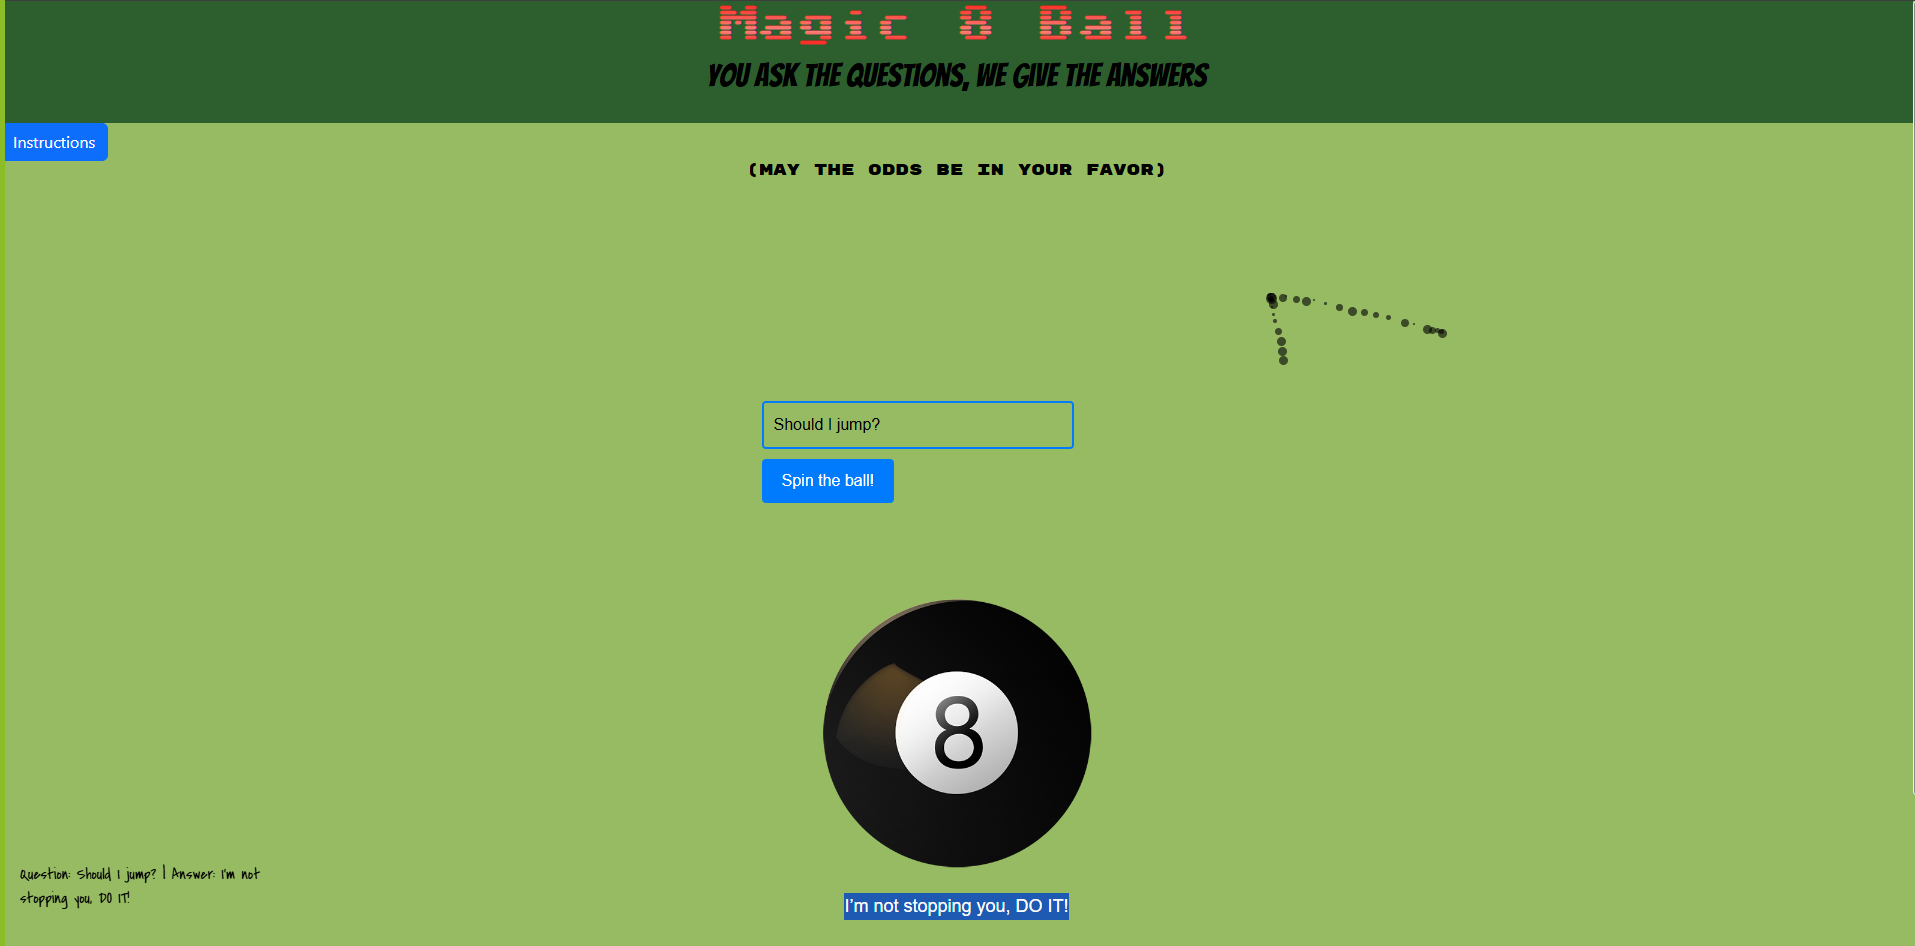 Magic 8 Ball
YOU ASK THE QUESTIONS, WE GIVE THE ANSWERS
Instructions
(MAY THE ODDS BE IN YOUR FAVOR)
Should I jump?
Spin the ball!
8
Question: Should I jump? | Answer: I'm not
stopping you, DO IT!
I'm not stopping you, DO IT!